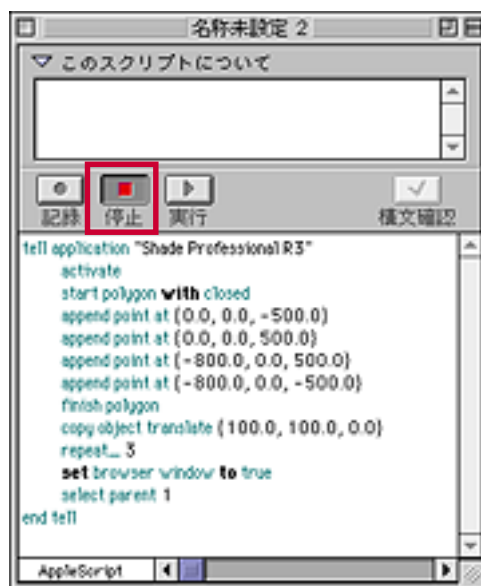 名称未設定 2
このスクリプトについて
記録 停止 実行 構文確認
tell application "Shade Professional R3"
activate
start polygon with closed
append point at {0.0, 0.0, -500.0}
append point at {0.0, 0.0, 500.0}
append point at {-800.0, 0.0, 500.0}
append point at {-800.0, 0.0, -500.0}
finish polygon
copy object translate {100.0, 100.0, 0.0}
repeat_ 3
set browser window to true
select parent 1
end tell
AppleScript